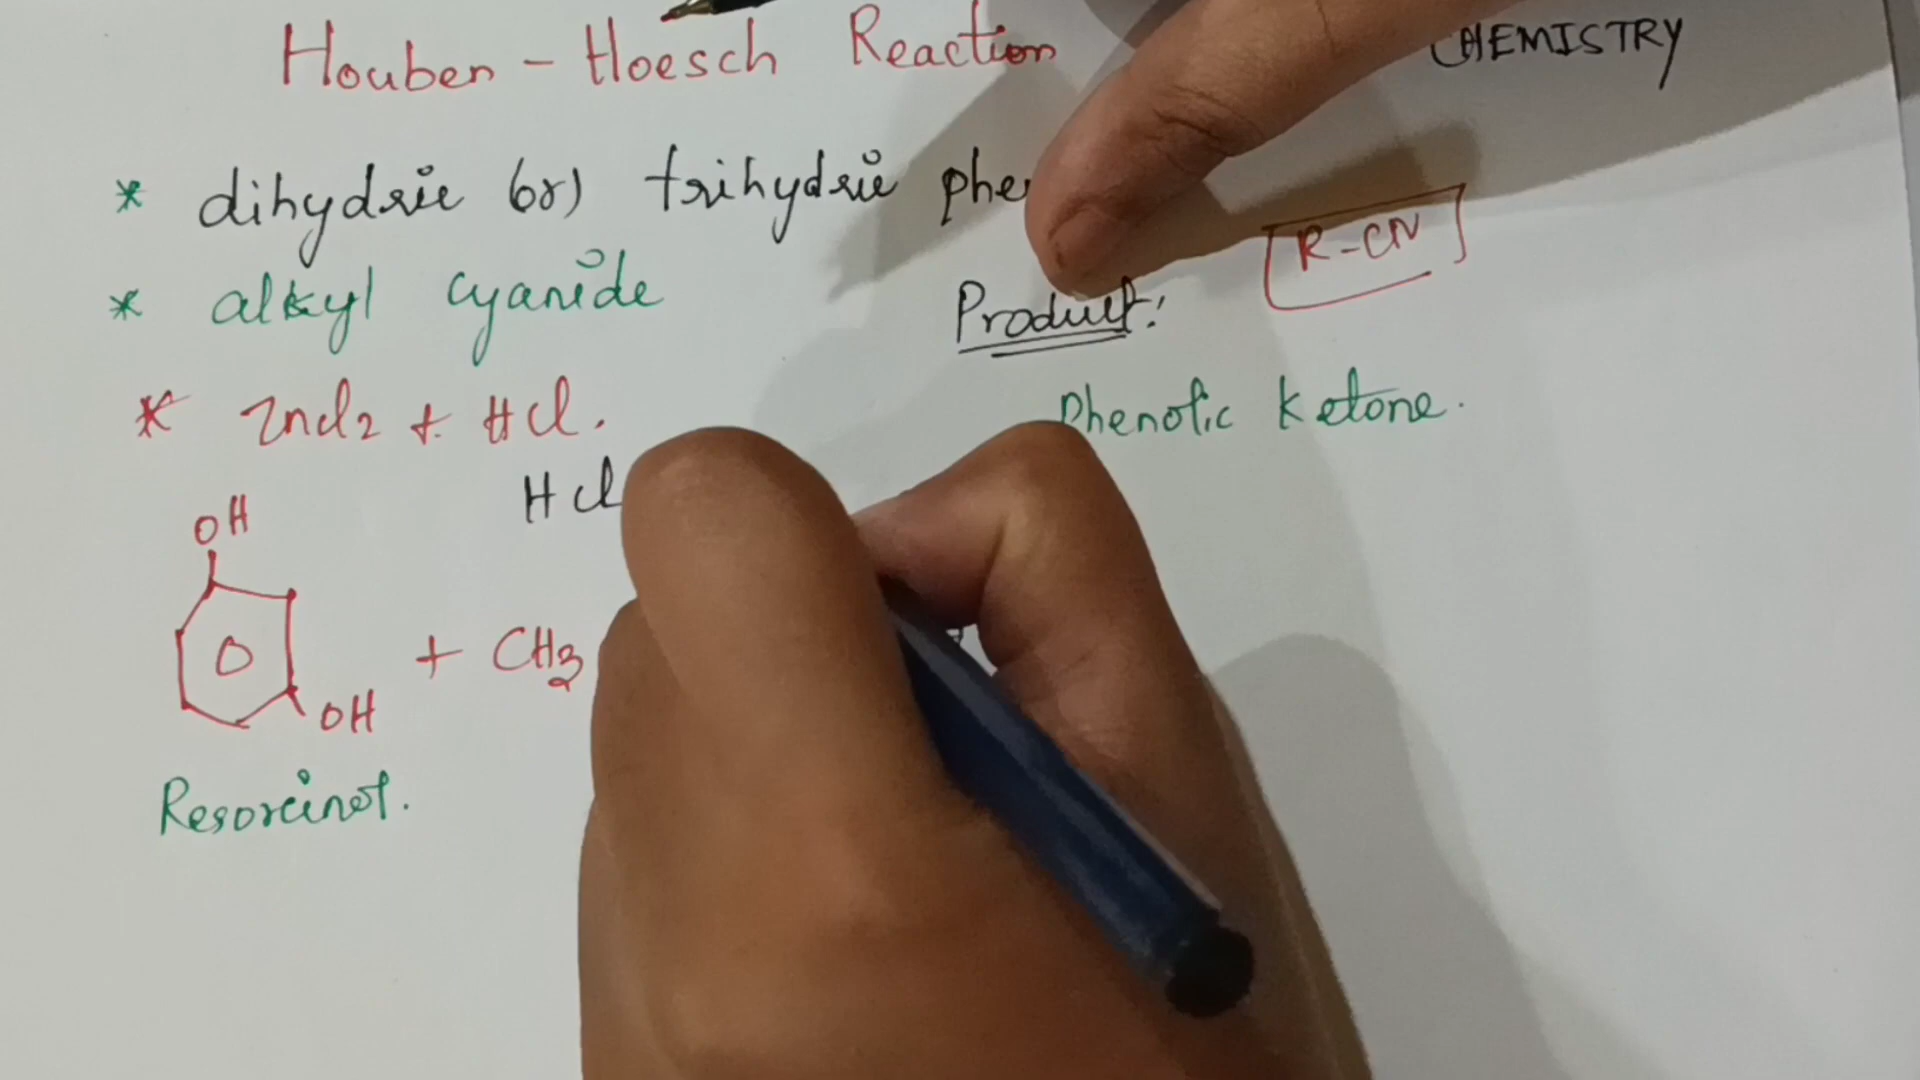 Houben - Hoesch Reaction
CHEMISTRY
* dihydric (or) trihydric phe
R-CN
* alkyl cyanide
Product:
* ZnCl2 + HCl.
Phenolic Ketone.
HCl
OH
+ CH3
OH
Resorcinol.